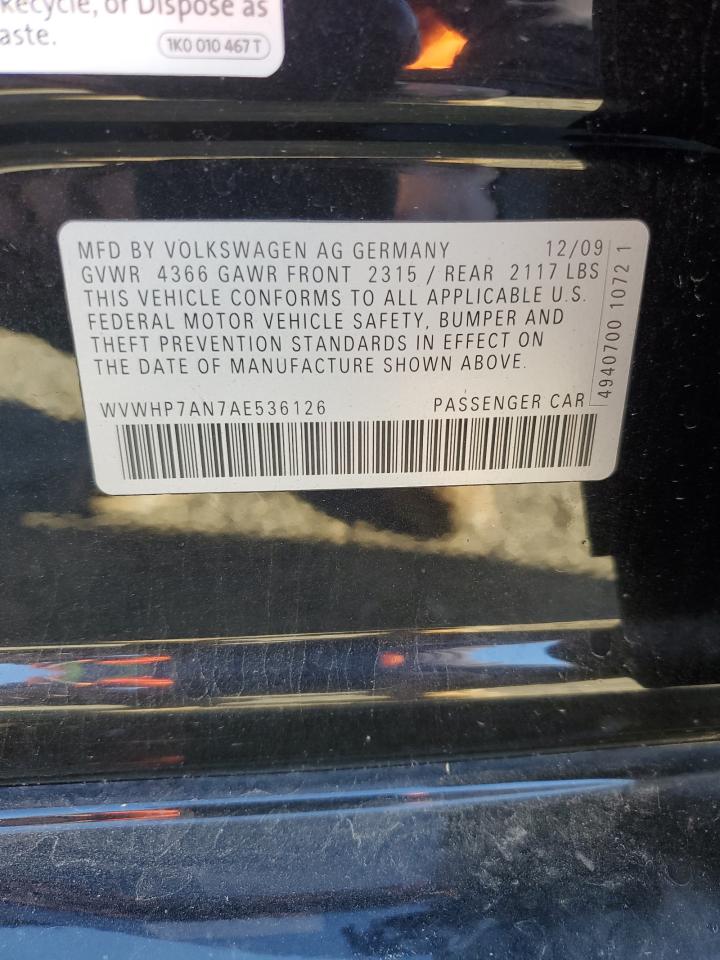 Recycle, or Dispose as
aste.
1K0 010 467 T
MFD BY VOLKSWAGEN AG GERMANY 12/09
GVWR 4366 GAWR FRONT 2315 / REAR 2117 LBS
THIS VEHICLE CONFORMS TO ALL APPLICABLE U.S.
FEDERAL MOTOR VEHICLE SAFETY, BUMPER AND
THEFT PREVENTION STANDARDS IN EFFECT ON
THE DATE OF MANUFACTURE SHOWN ABOVE.
WVWHP7AN7AE536126 PASSENGER CAR
4940700 1072 1